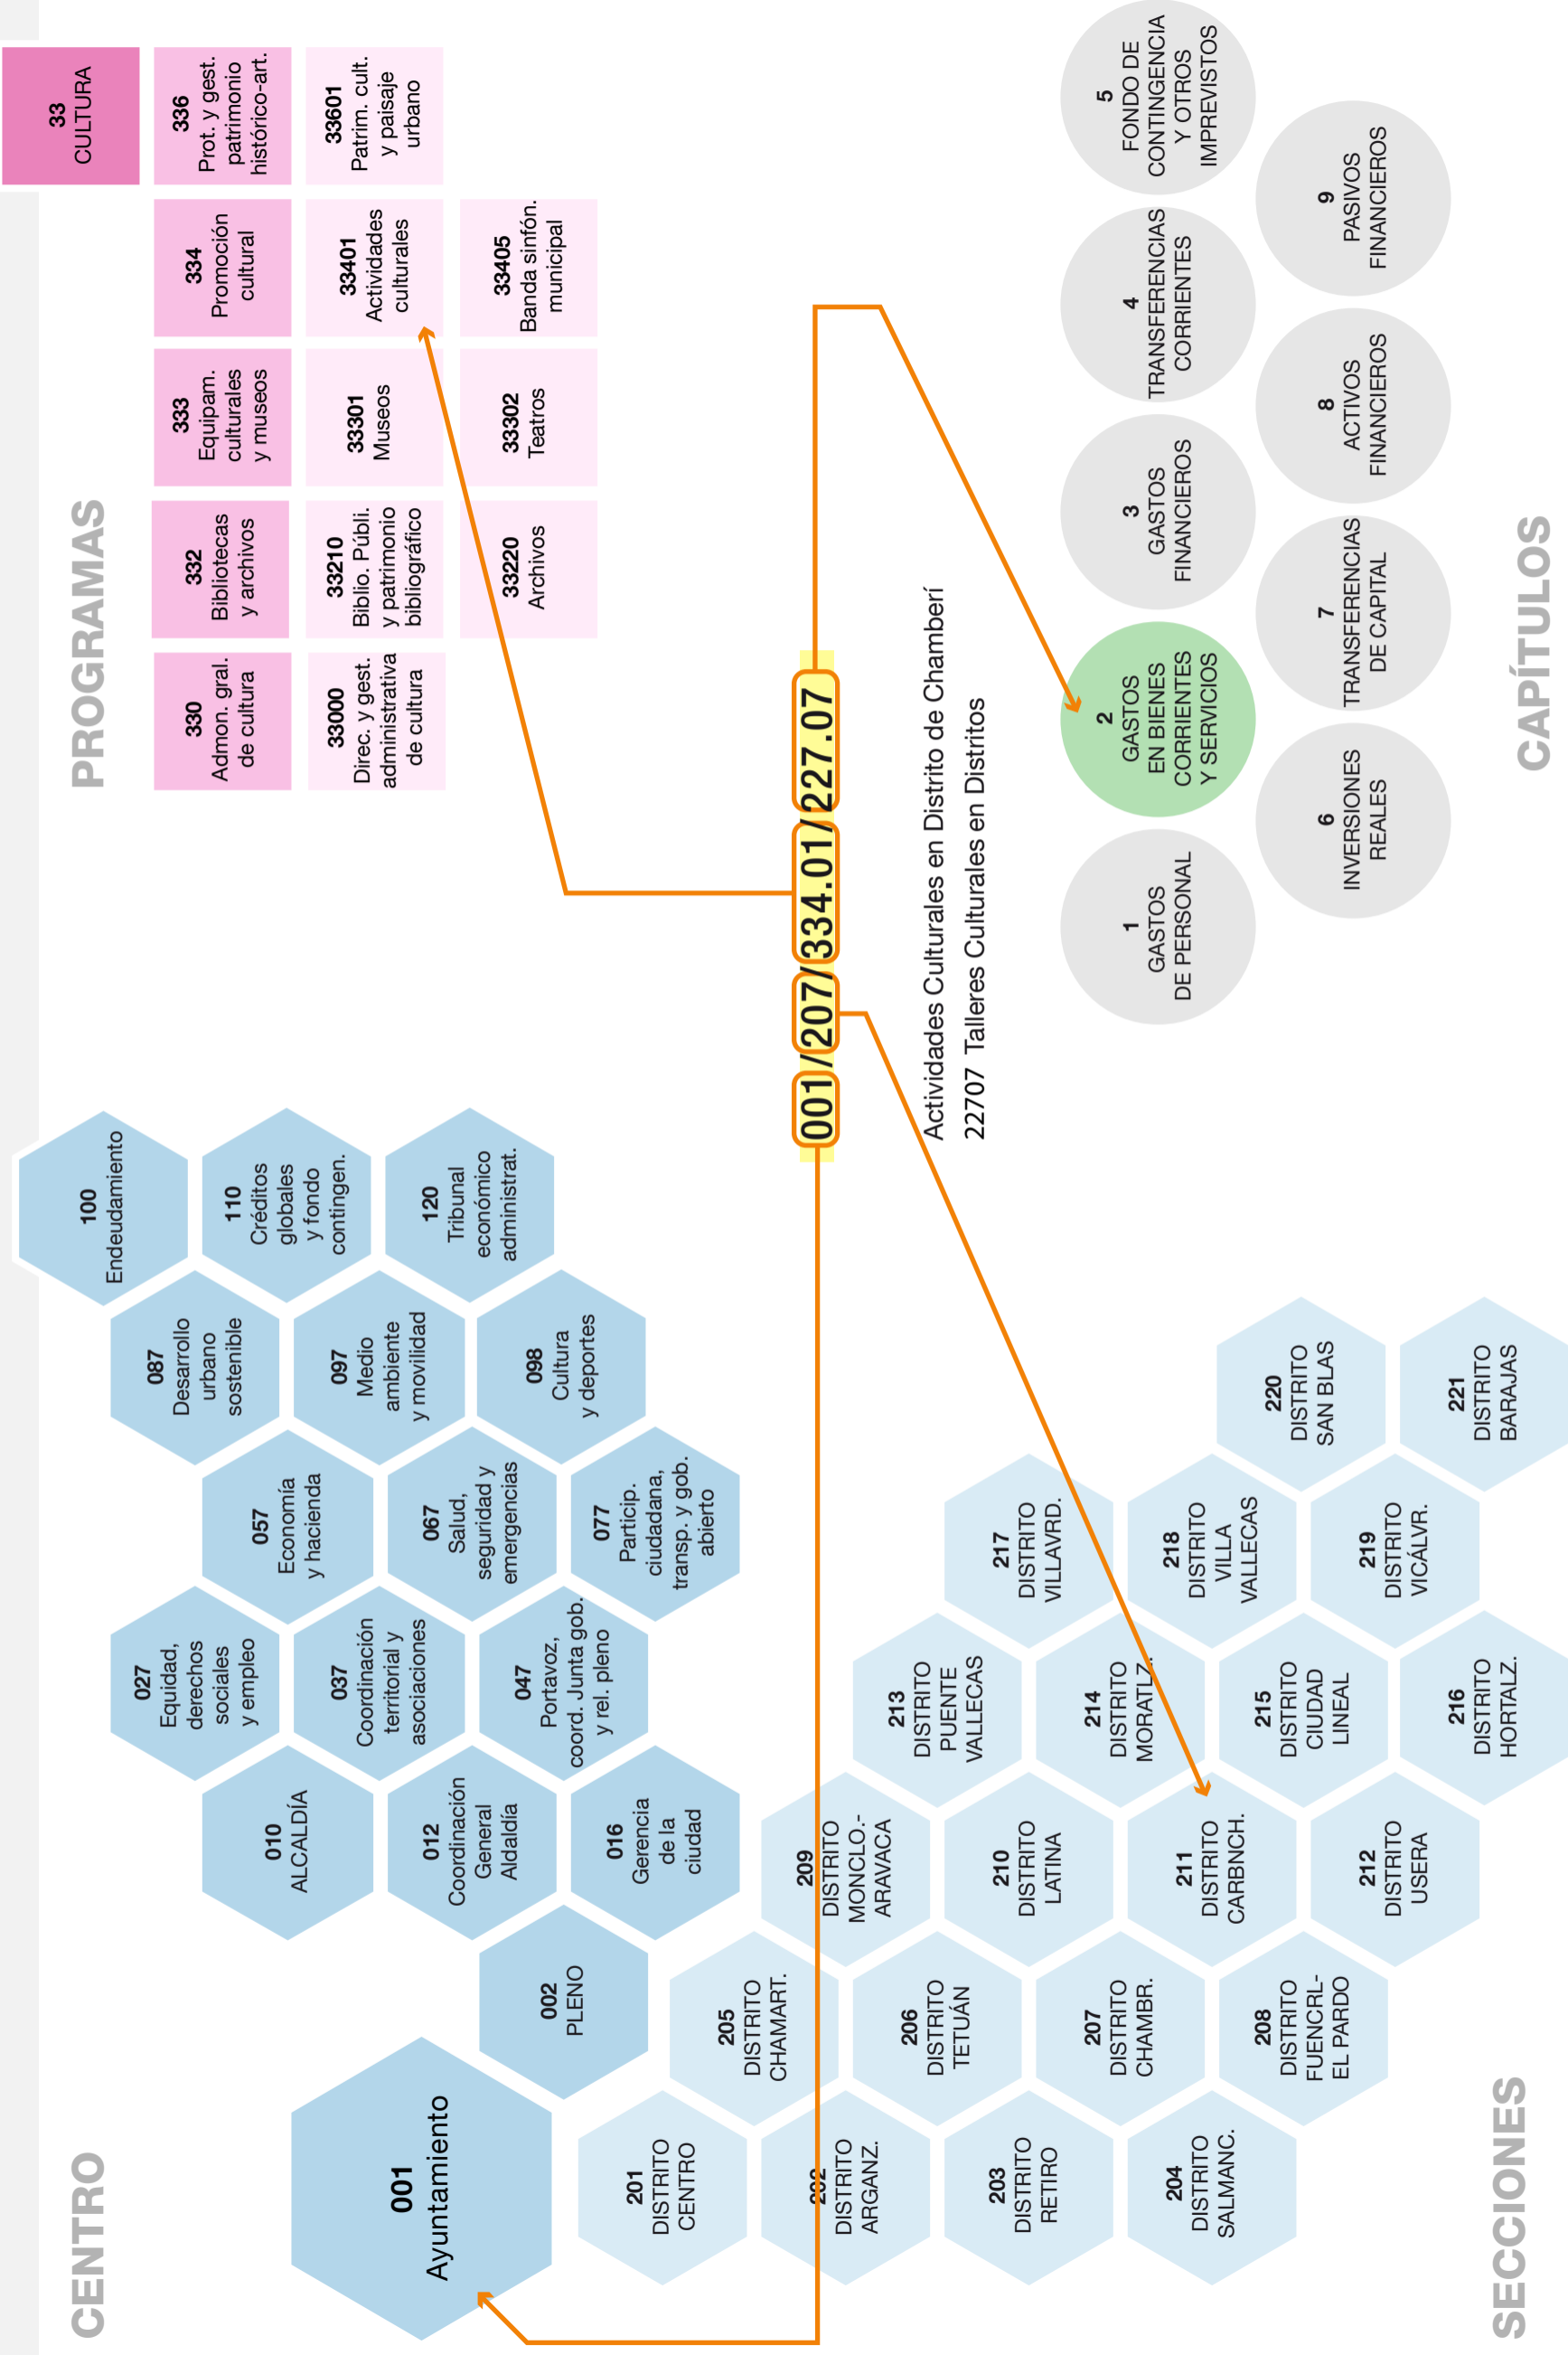 CENTRO
001
Ayuntamiento
002
PLENO
010
ALCALDÍA
012
Coordinación
General
Aldaldía
016
Gerencia
de la
ciudad
027
Equidad,
derechos
sociales
y empleo
037
Coordinación
territorial y
asociaciones
047
Portavoz,
coord. Junta gob.
y rel. pleno
057
Economía
y hacienda
067
Salud,
seguridad y
emergencias
077
Particip.
ciudadana,
transp. y gob.
abierto
087
Desarrollo
urbano
sostenible
097
Medio
ambiente
y movilidad
098
Cultura
y deportes
100
Endeudamiento
110
Créditos
globales
y fondo
contingen.
120
Tribunal
económico
administrat.
PROGRAMAS
33
CULTURA
330
Admon. gral.
de cultura
332
Bibliotecas
y archivos
333
Equipam.
culturales
y museos
334
Promoción
cultural
336
Prot. y gest.
patrimonio
histórico-art.
33000
Direc. y gest.
administrativa
de cultura
33210
Biblio. Públi.
y patrimonio
bibliográfico
33301
Museos
33401
Actividades
culturales
33601
Patrim. cult.
y paisaje
urbano
33220
Archivos
33302
Teatros
33405
Banda sinfón.
municipal
001/207/334.01/227.07
Actividades Culturales en Distrito de Chamberí
22707 Talleres Culturales en Distritos
201
DISTRITO
CENTRO
202
DISTRITO
ARGANZ.
203
DISTRITO
RETIRO
204
DISTRITO
SALMANC.
205
DISTRITO
CHAMART.
206
DISTRITO
TETUÁN
207
DISTRITO
CHAMBR.
208
DISTRITO
FUENCRL-
EL PARDO
209
DISTRITO
MONCLO.-
ARAVACA
210
DISTRITO
LATINA
211
DISTRITO
CARBNCH.
212
DISTRITO
USERA
213
DISTRITO
PUENTE
VALLECAS
214
DISTRITO
MORATLZ.
215
DISTRITO
CIUDAD
LINEAL
216
DISTRITO
HORTALZ.
217
DISTRITO
VILLAVRD.
218
DISTRITO
VILLA
VALLECAS
219
DISTRITO
VICÁLVR.
220
DISTRITO
SAN BLAS
221
DISTRITO
BARAJAS
SECCIONES
1
GASTOS
DE PERSONAL
2
GASTOS
EN BIENES
CORRIENTES
Y SERVICIOS
3
GASTOS
FINANCIEROS
4
TRANSFERENCIAS
CORRIENTES
5
FONDO DE
CONTINGENCIA
Y OTROS
IMPREVISTOS
6
INVERSIONES
REALES
7
TRANSFERENCIAS
DE CAPITAL
8
ACTIVOS
FINANCIEROS
9
PASIVOS
FINANCIEROS
CAPÍTULOS